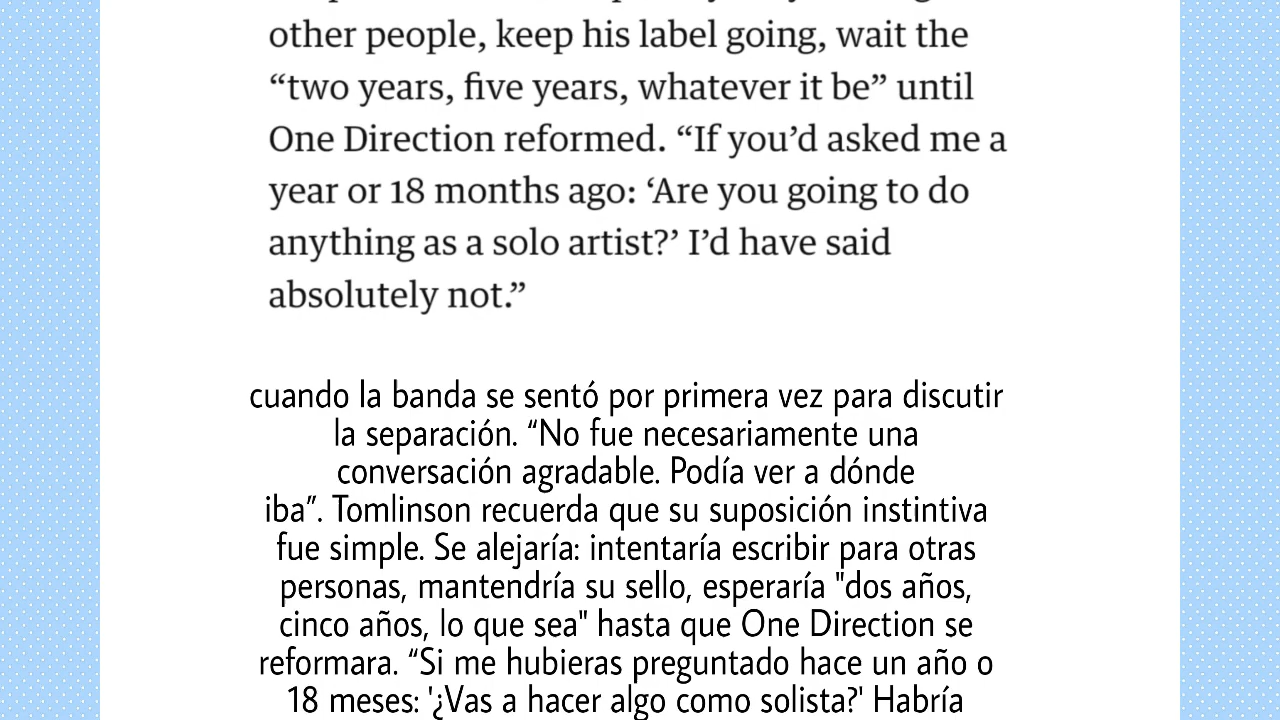 other people, keep his label going, wait the
“two years, five years, whatever it be” until
One Direction reformed. “If you’d asked me a
year or 18 months ago: ‘Are you going to do
anything as a solo artist?’ I’d have said
absolutely not.”
cuando la banda se sentó por primera vez para discutir
la separación. “No fue necesariamente una
conversación agradable. Podía ver a dónde
iba”. Tomlinson recuerda que su suposición instintiva
fue simple. Se alejaría: intentaría escribir para otras
personas, mantendría su sello, esperaría "dos años,
cinco años, lo que sea" hasta que One Direction se
reformara. “Si me hubieras preguntado hace un año o
18 meses: '¿Vas a hacer algo como solista?' Habría